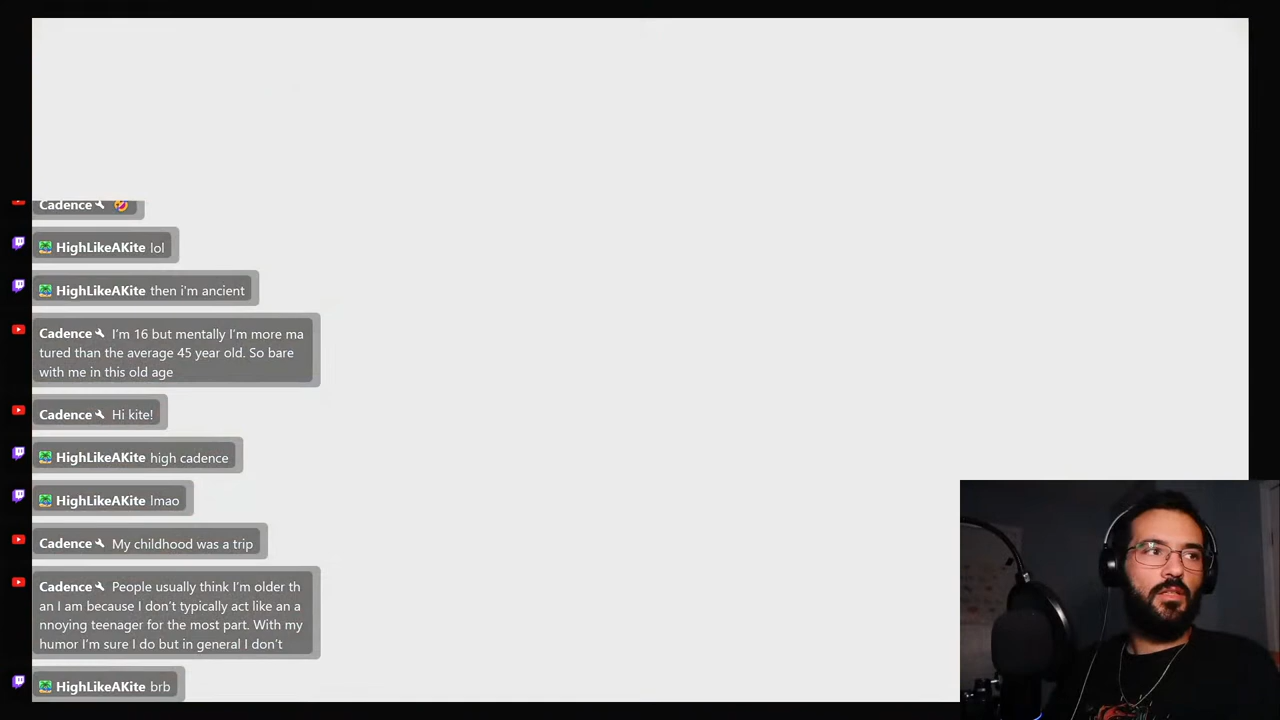 Cadence 🤣
HighLikeAKite lol
HighLikeAKite then i'm ancient
Cadence I'm 16 but mentally I'm more ma
tured than the average 45 year old. So bare
with me in this old age
Cadence Hi kite!
HighLikeAKite high cadence
HighLikeAKite lmao
Cadence My childhood was a trip
Cadence People usually think I'm older th
an I am because I don't typically act like an a
nnoying teenager for the most part. With my
humor I'm sure I do but in general I don't
HighLikeAKite brb